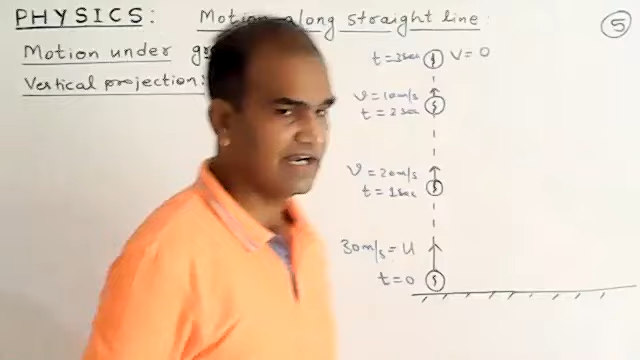 PHYSICS: Motion along straight line:
5
Motion under
Vertical projection:
t=3sec V=0
v=10m/s
t=2sec
v=20m/s
t=1sec
30m/s=U
t=0